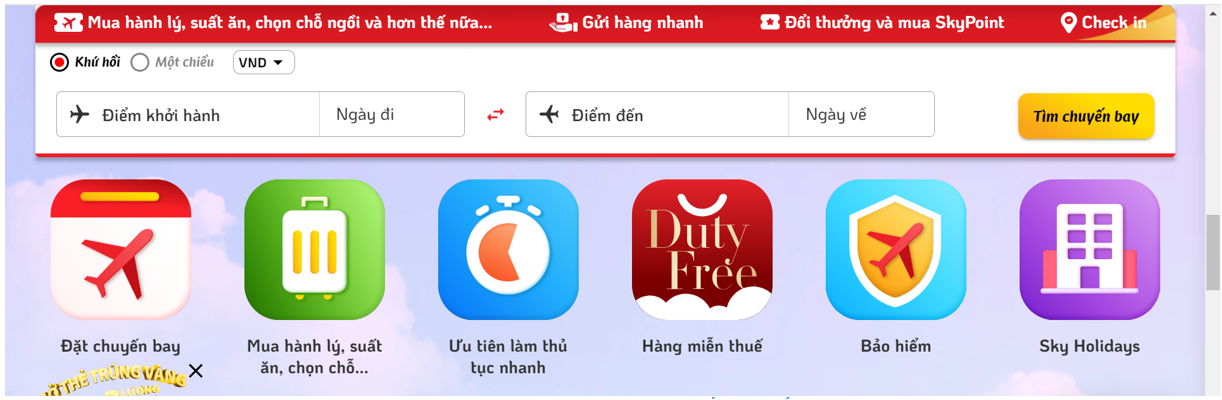 Mua hành lý, suất ăn, chọn chỗ ngồi và hơn thế nữa... Gửi hàng nhanh Đổi thưởng và mua SkyPoint Check in
Khứ hồi Một chiều VND
Điểm khởi hành Ngày đi Điểm đến Ngày về Tìm chuyến bay
Duty
Free
Đặt chuyến bay
Mua hành lý, suất
ăn, chọn chỗ...
Ưu tiên làm thủ
tục nhanh
Hàng miễn thuế
Bảo hiểm
Sky Holidays
THẺ TRÚNG VÀNG
LƯỢNG